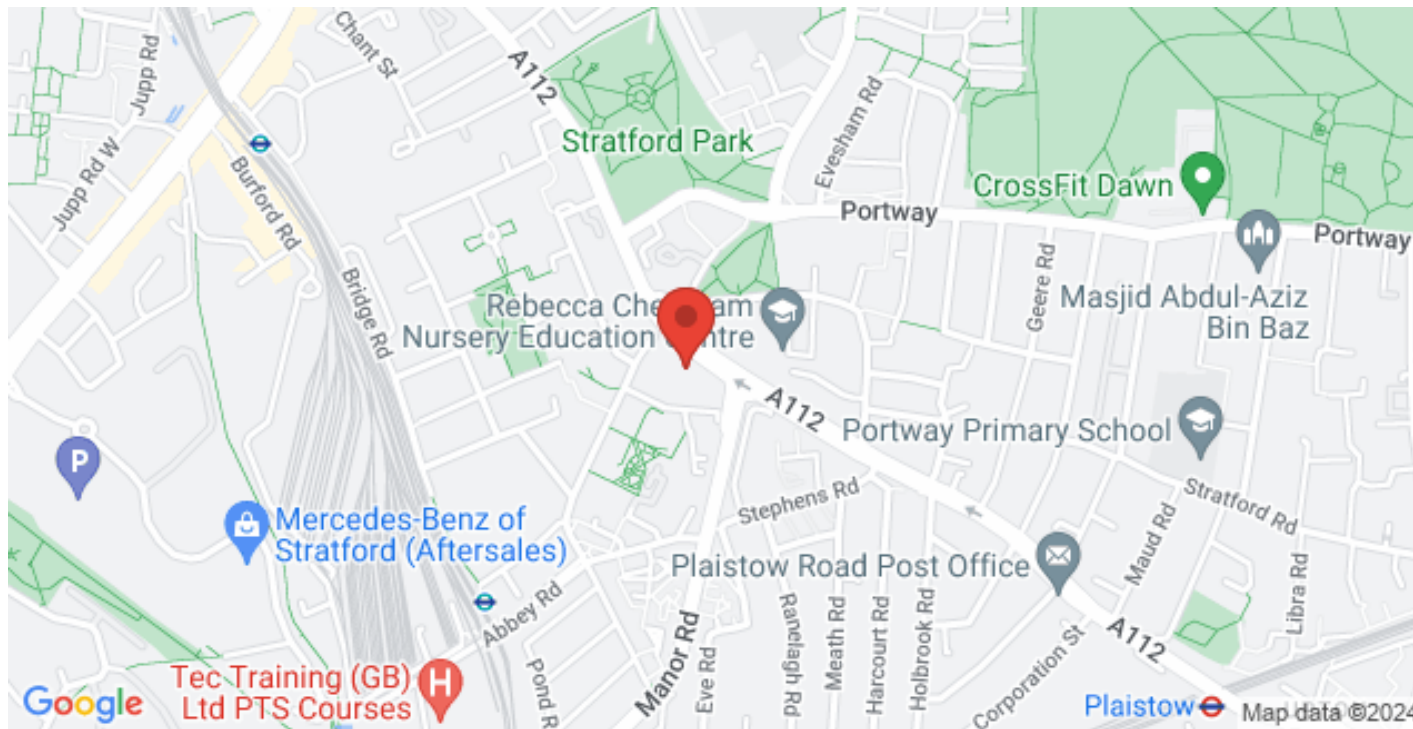 Jupp Rd
Chant St
A112
Stratford Park
Evesham Rd
CrossFit Dawn
Jupp Rd W
Burford Rd
Portway
Portway
Bridge Rd
Geere Rd
Masjid Abdul-Aziz
Bin Baz
Nursery Education
Rebecca
A112
Portway Primary School
P
Stratford Rd
Stephens Rd
Maud Rd
Mercedes-Benz of
Stratford (Aftersales)
Plaistow Road Post Office
Libra Rd
Abbey Rd
Manor Rd
Eve Rd
Ranelagh Rd
Meath Rd
Harcourt Rd
Holbrook Rd
Corporation St
A112
Pond R
Tec Training (GB)
Ltd PTS Courses
H
Plaistow
Google
Map data ©2024